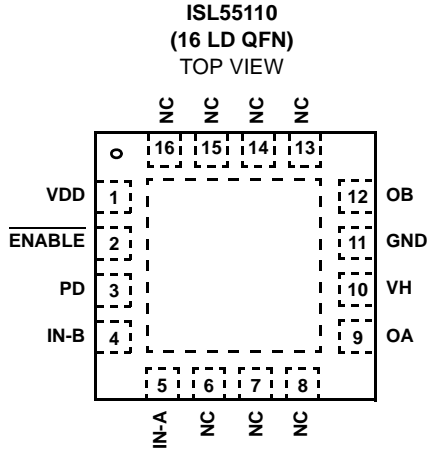 ISL55110
(16 LD QFN)
TOP VIEW
NC NC NC NC
16 15 14 13
VDD 1 12 OB
ENABLE 2 11 GND
PD 3 10 VH
IN-B 4 9 OA
5 6 7 8
IN-A NC NC NC